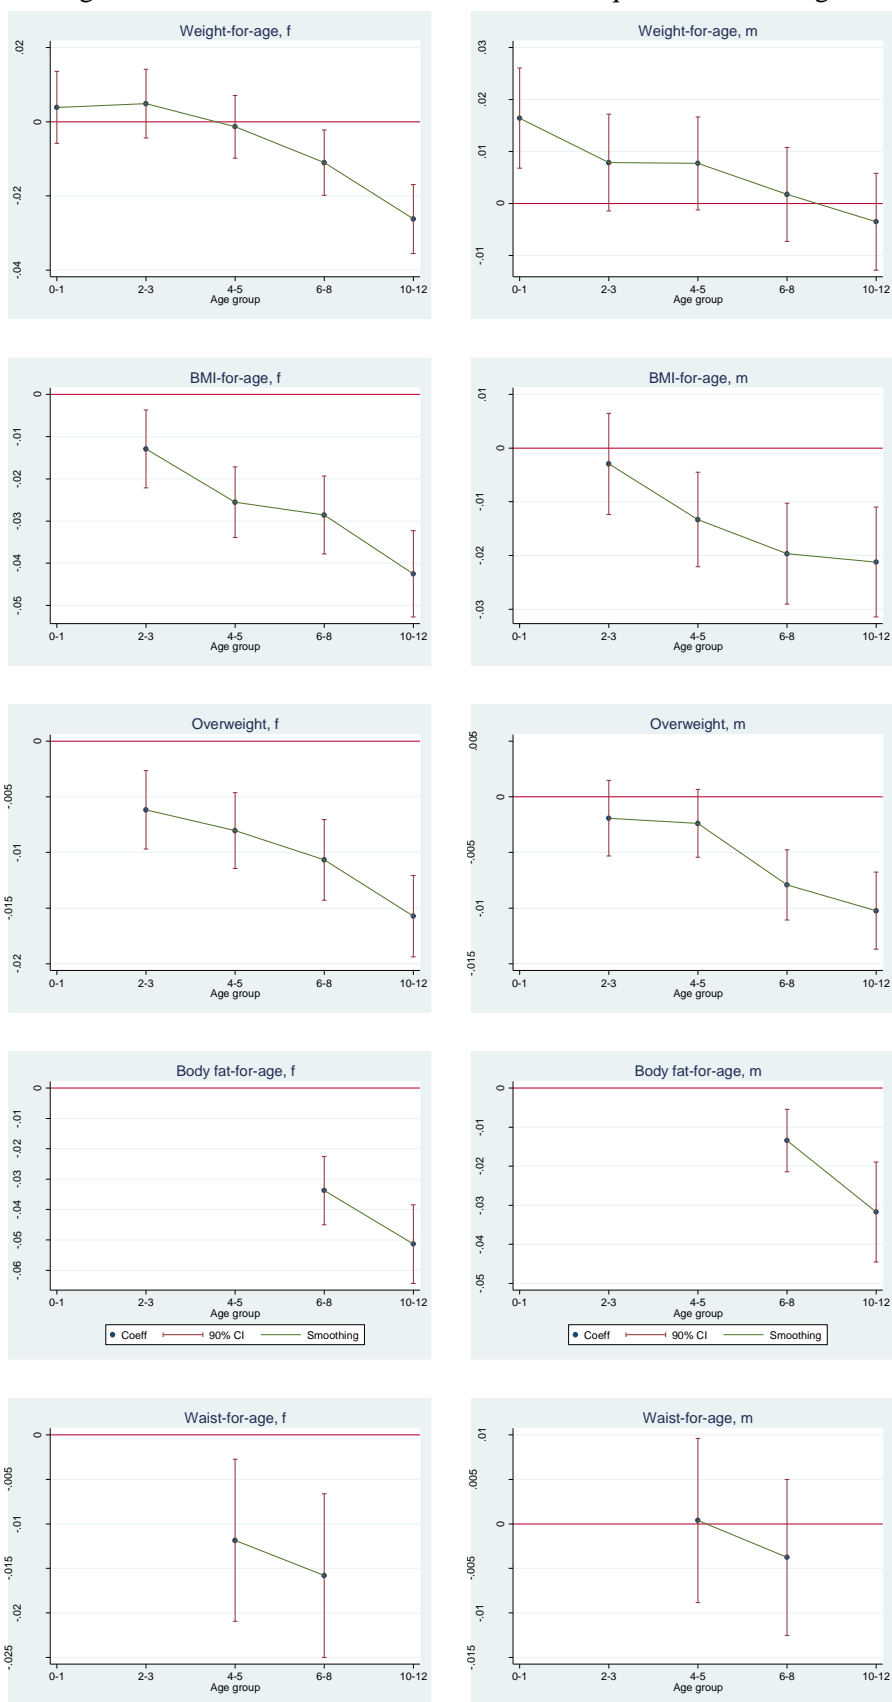 Weight-for-age, f
.02
0
-.02
-.04
0-1 2-3 4-5 6-8 10-12
Age group
Weight-for-age, m
.03
.02
.01
0
-.01
0-1 2-3 4-5 6-8 10-12
Age group
BMI-for-age, f
0
-.01
-.02
-.03
-.04
-.05
0-1 2-3 4-5 6-8 10-12
Age group
BMI-for-age, m
.01
0
-.01
-.02
-.03
0-1 2-3 4-5 6-8 10-12
Age group
Overweight, f
0
-.005
-.01
-.015
-.02
0-1 2-3 4-5 6-8 10-12
Age group
Overweight, m
.005
0
-.005
-.01
-.015
0-1 2-3 4-5 6-8 10-12
Age group
Body fat-for-age, f
0
-.01
-.02
-.03
-.04
-.05
-.06
0-1 2-3 4-5 6-8 10-12
Age group
Coeff 90% CI Smoothing
Body fat-for-age, m
0
-.01
-.02
-.03
-.04
-.05
0-1 2-3 4-5 6-8 10-12
Age group
Coeff 90% CI Smoothing
Waist-for-age, f
0
-.005
-.01
-.015
-.02
-.025
0-1 2-3 4-5 6-8 10-12
Waist-for-age, m
.01
.005
0
-.005
-.01
-.015
0-1 2-3 4-5 6-8 10-12